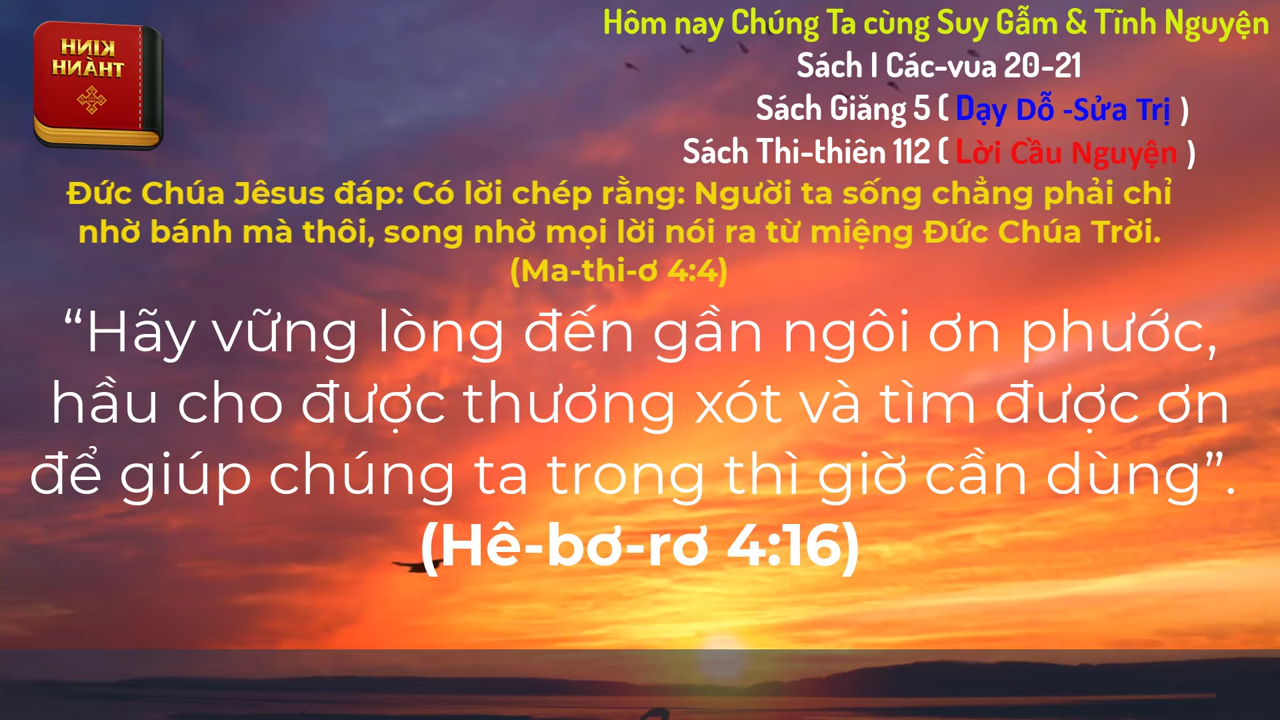 KINH
THÁNH
Hôm nay Chúng Ta cùng Suy Gẫm & Tĩnh Nguyện
Sách I Các-vua 20-21
Sách Giăng 5 ( Dạy Dỗ -Sửa Trị )
Sách Thi-thiên 112 ( Lời Cầu Nguyện )
Đức Chúa Jêsus đáp: Có lời chép rằng: Người ta sống chẳng phải chỉ
nhờ bánh mà thôi, song nhờ mọi lời nói ra từ miệng Đức Chúa Trời.
(Ma-thi-ơ 4:4)
“Hãy vững lòng đến gần ngôi ơn phước,
hầu cho được thương xót và tìm được ơn
để giúp chúng ta trong thì giờ cần dùng”.
(Hê-bơ-rơ 4:16)